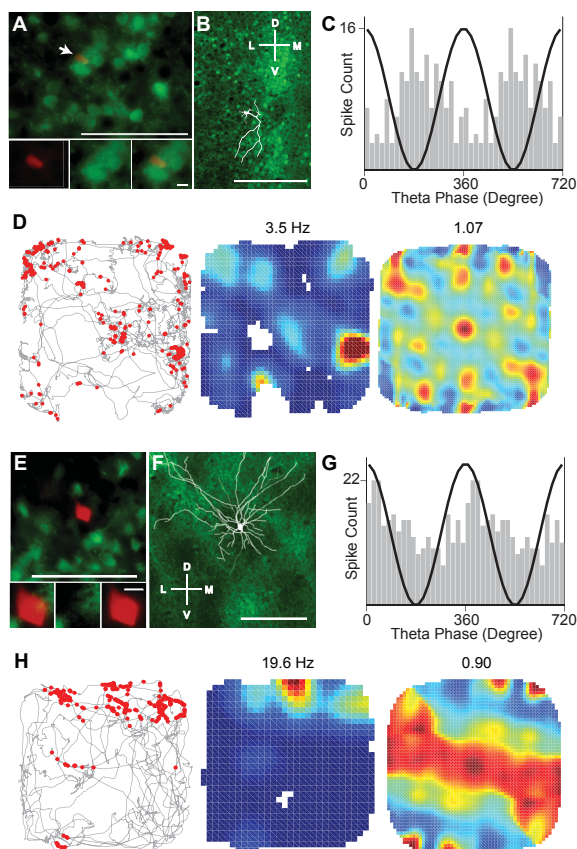 A
B
D
L M
V
C
16
Spike Count
0 360 720
Theta Phase (Degree)
D
3.5 Hz 1.07
E
F
D
L M
V
G
22
Spike Count
0 360 720
Theta Phase (Degree)
H
19.6 Hz 0.90